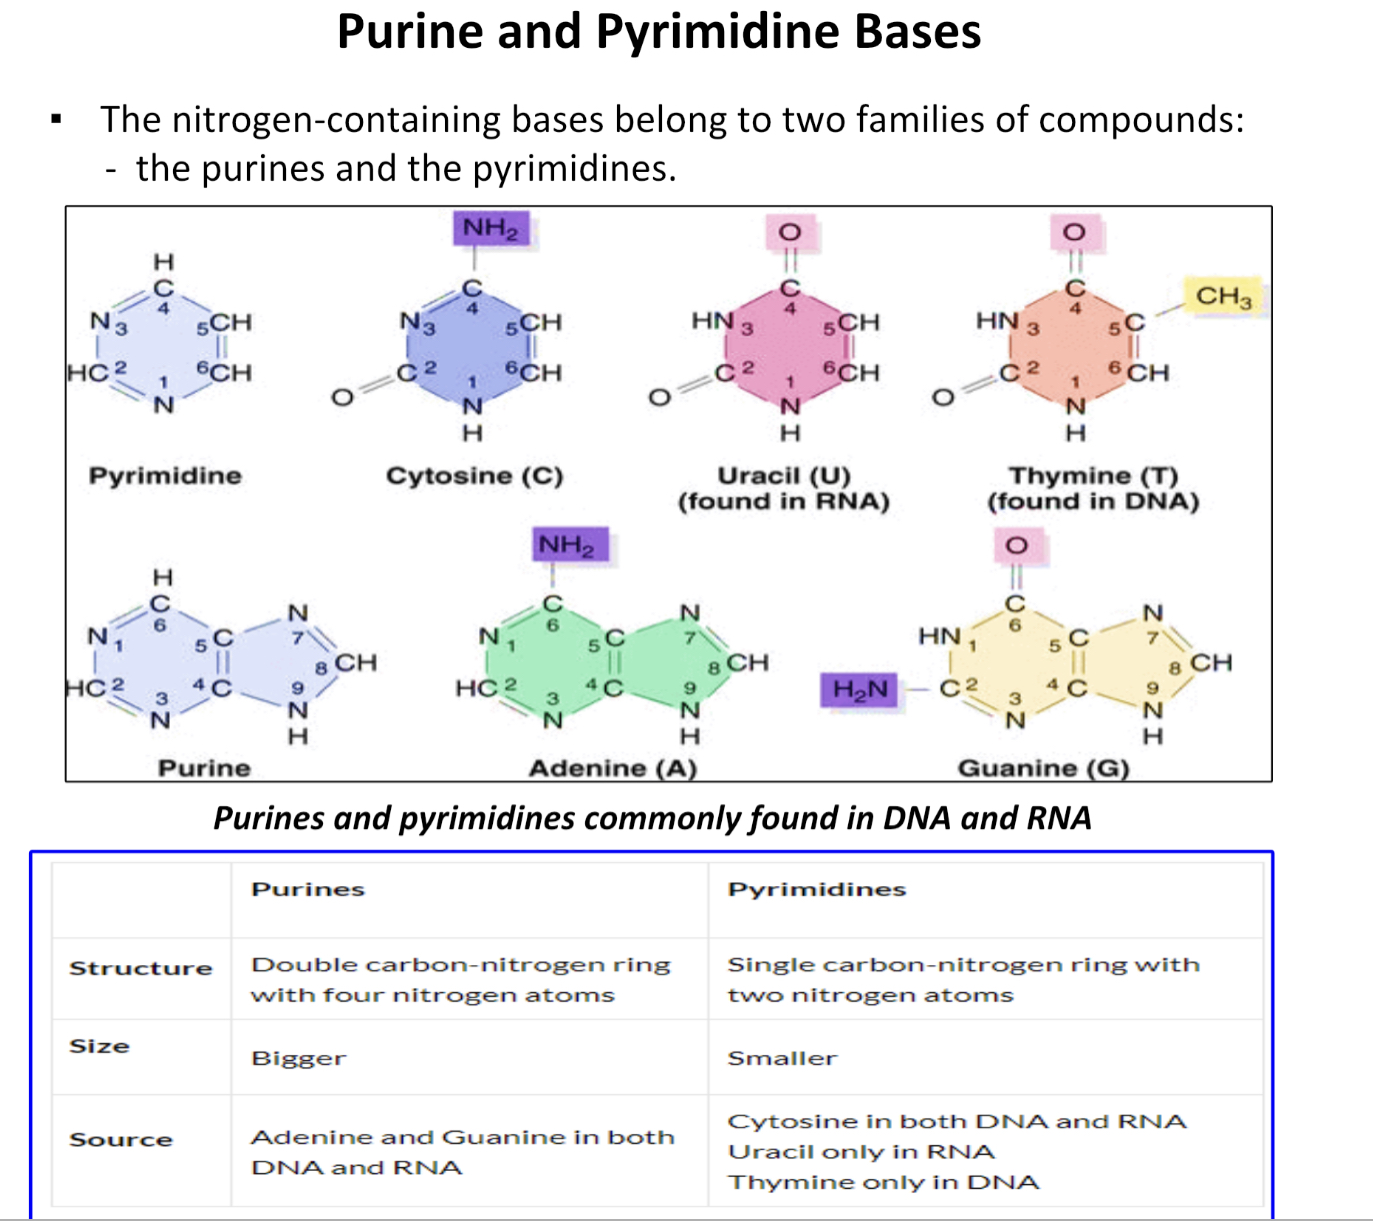 Purine and Pyrimidine Bases
▪ The nitrogen-containing bases belong to two families of compounds:
- the purines and the pyrimidines.
NH₂
O
O
H
C
C
C
C
4
4
4
4
CH₃
N 3
5 CH
N 3
5 CH
HN 3
5 CH
HN 3
5 C
HC 2
6 CH
C 2
6 CH
C 2
6 CH
C 2
6 CH
1
1
1
1
O
O
O
N
N
N
N
H
H
H
Pyrimidine
Cytosine (C)
Uracil (U)
(found in RNA)
Thymine (T)
(found in DNA)
NH₂
O
H
C
C
C
6
6
6
N
N
N
N 1
5 C
7
N 1
5 C
7
HN 1
5 C
7
8 CH
8 CH
8 CH
HC 2
4 C
9
HC 2
4 C
9
H₂N
C 2
4 C
9
3
3
3
N
N
N
N
N
N
H
H
H
Purine
Adenine (A)
Guanine (G)
Purines and pyrimidines commonly found in DNA and RNA
Purines
Pyrimidines
Structure
Double carbon-nitrogen ring
with four nitrogen atoms
Single carbon-nitrogen ring with
two nitrogen atoms
Size
Bigger
Smaller
Source
Adenine and Guanine in both
DNA and RNA
Cytosine in both DNA and RNA
Uracil only in RNA
Thymine only in DNA